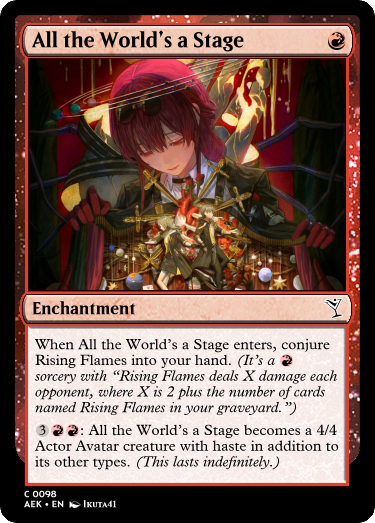 All the World's a Stage
Enchantment
When All the World's a Stage enters, conjure
Rising Flames into your hand. (It's a
sorcery with “Rising Flames deals X damage each
opponent, where X is 2 plus the number of cards
named Rising Flames in your graveyard.”)
3: All the World's a Stage becomes a 4/4
Actor Avatar creature with haste in addition to
its other types. (This lasts indefinitely.)
C 0098
AEK • EN Ikuta41